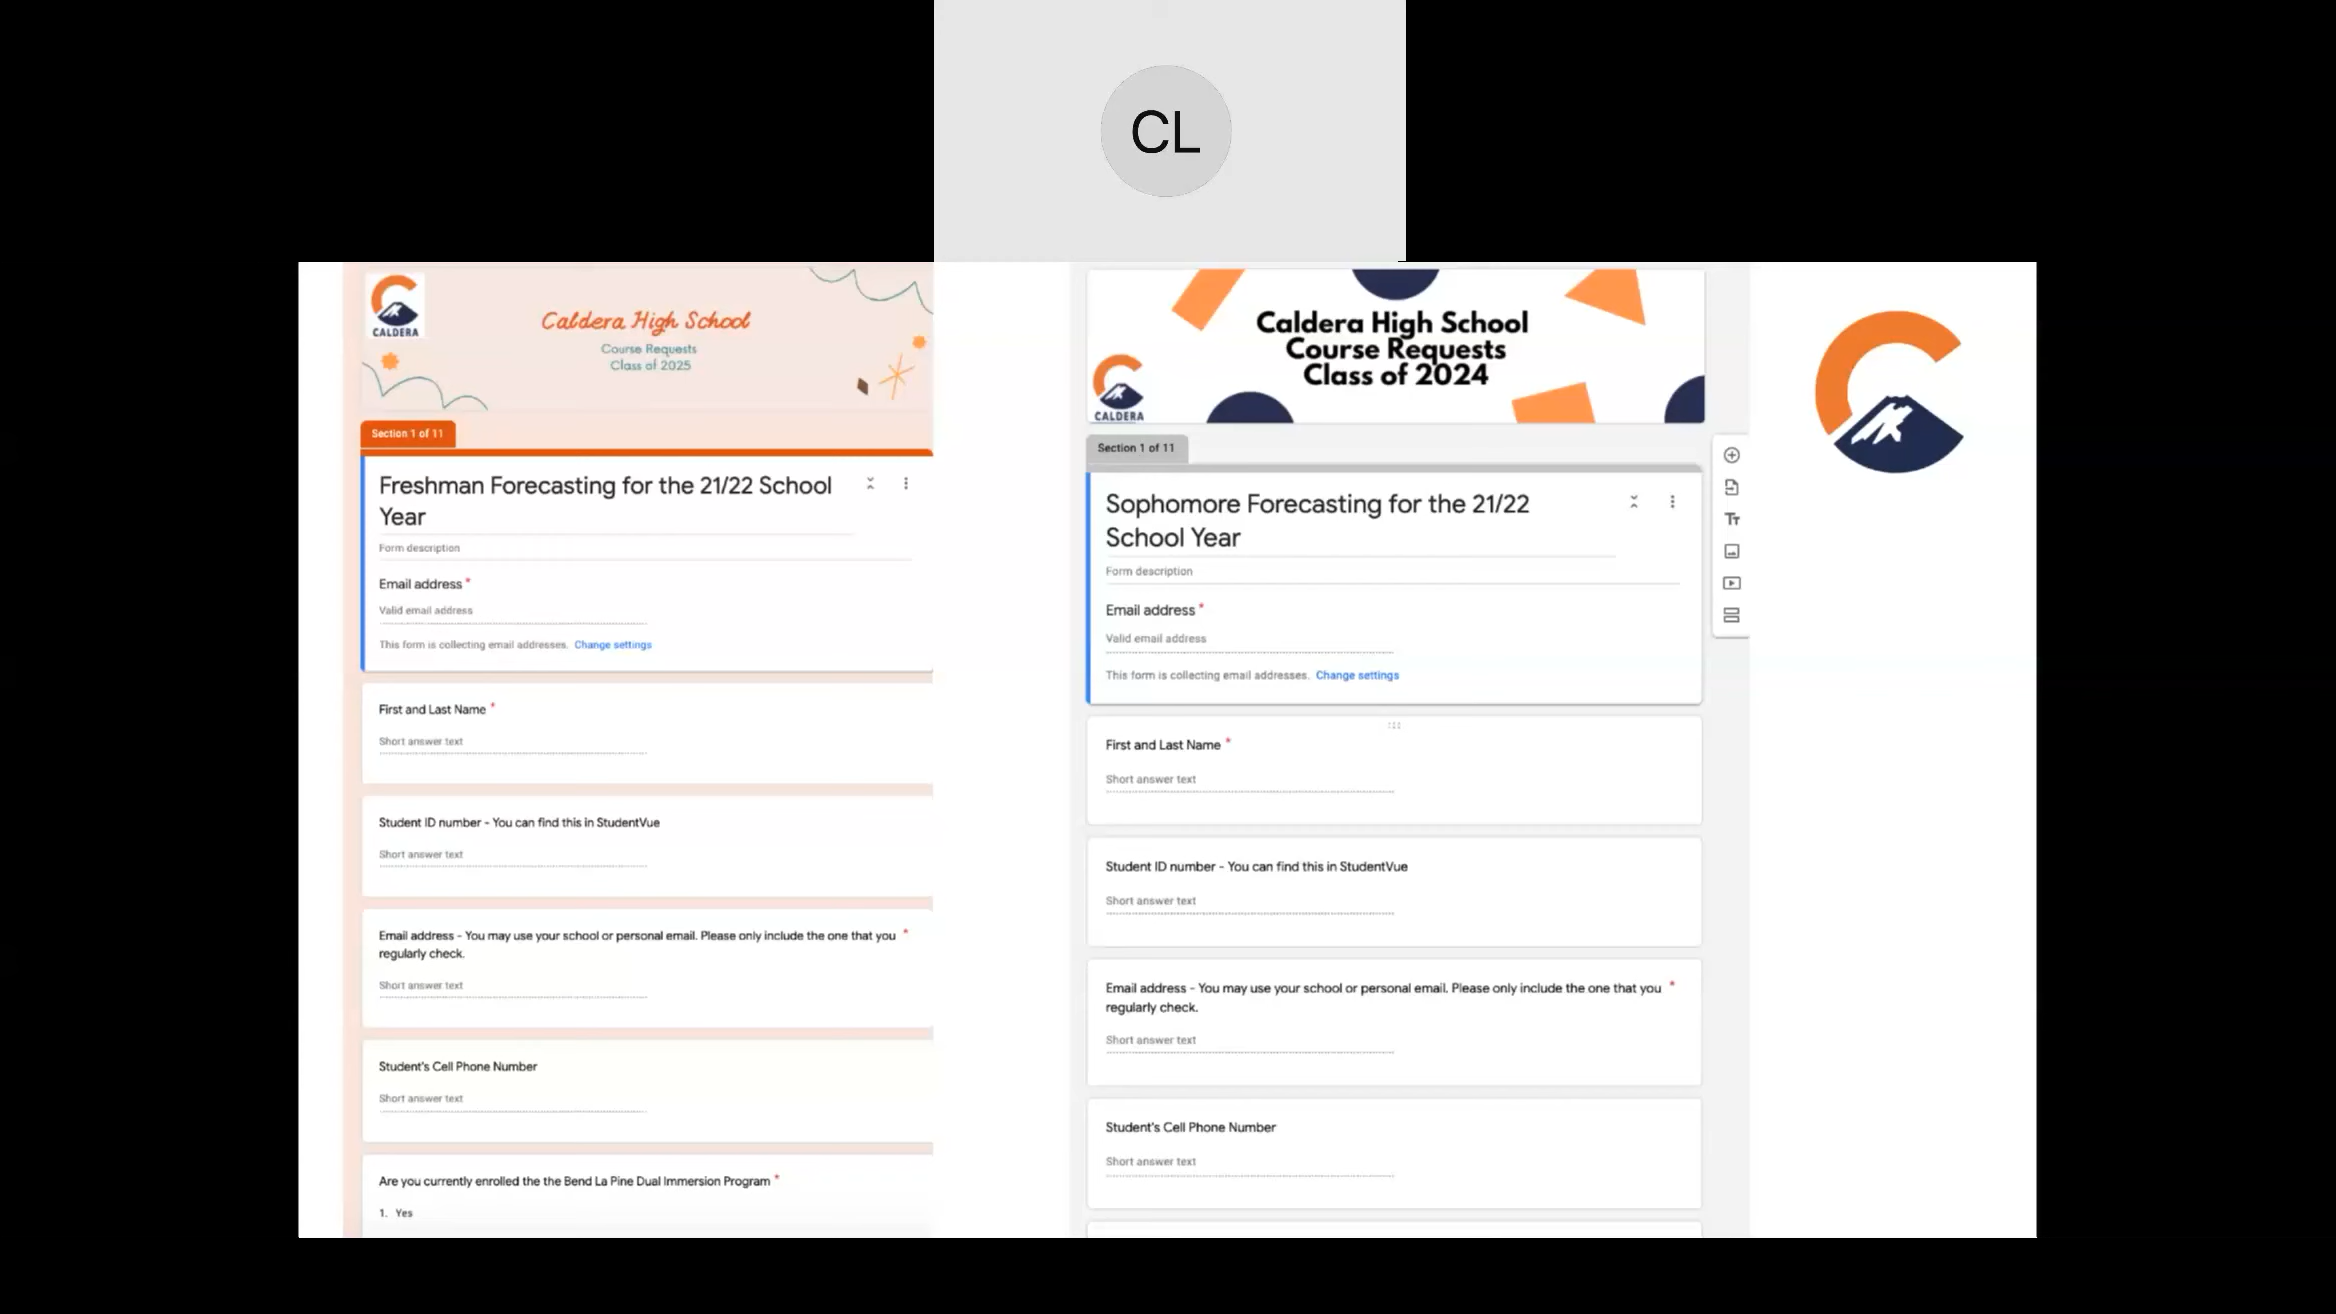 CL
CALDERA
Caldera High School
Course Requests
Class of 2025
Section 1 of 11
Freshman Forecasting for the 21/22 School
Year
Form description
Email address *
Valid email address
This form is collecting email addresses. Change settings
First and Last Name *
Short answer text
Student ID number - You can find this in StudentVue
Short answer text
Email address - You may use your school or personal email. Please only include the one that you *
regularly check.
Short answer text
Student's Cell Phone Number
Short answer text
Are you currently enrolled the the Bend La Pine Dual Immersion Program *
1. Yes
Caldera High School
Course Requests
Class of 2024
CALDERA
Section 1 of 11
Sophomore Forecasting for the 21/22
School Year
Form description
Email address *
Valid email address
This form is collecting email addresses. Change settings
First and Last Name *
Short answer text
Student ID number - You can find this in StudentVue
Short answer text
Email address - You may use your school or personal email. Please only include the one that you *
regularly check.
Short answer text
Student's Cell Phone Number
Short answer text
Tт